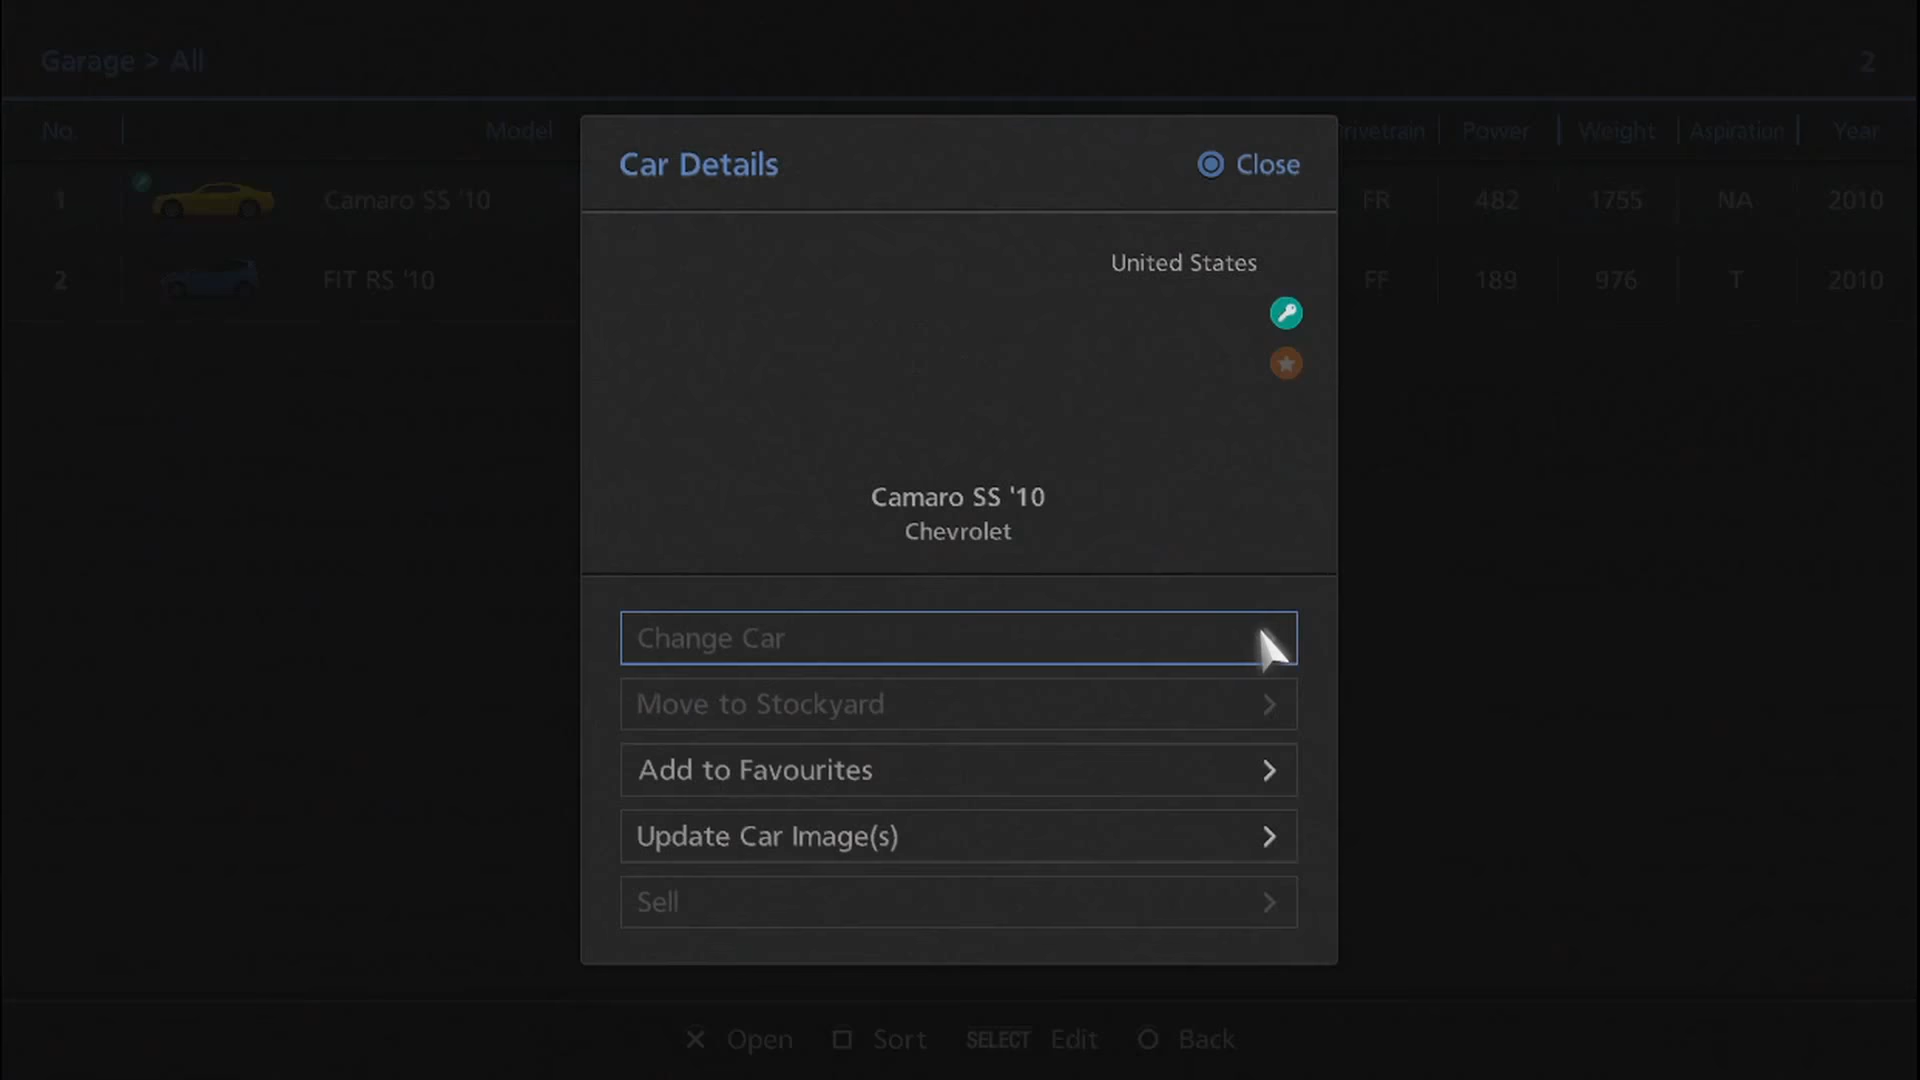 Garage > All 2
No. Model rivetrain Power Weight Aspiration Year
1 Camaro SS '10 FR 482 1755 NA 2010
2 FIT RS '10 FF 189 976 T 2010
Car Details Close
United States
Camaro SS '10
Chevrolet
Change Car
Move to Stockyard
Add to Favourites
Update Car Image(s)
Sell
Open Sort SELECT Edit Back